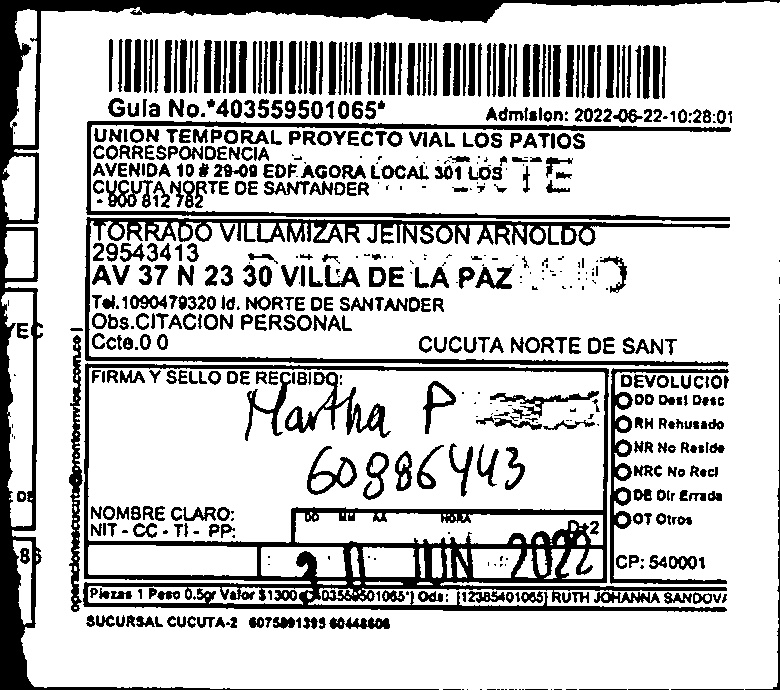 Guia No.*403559501065*
Admision: 2022-06-22-10:28:01
UNION TEMPORAL PROYECTO VIAL LOS PATIOS
CORRESPONDENCIA
AVENIDA 10 # 29-09 EDF.AGORA LOCAL 301 LOS
CUCUTA NORTE DE SANTANDER
- 900 812 782
TORRADO VILLAMIZAR JEINSON ARNOLDO
29543413
AV 37 N 23 30 VILLA DE LA PAZ
Tel.1090479320 Id. NORTE DE SANTANDER
Obs.CITACION PERSONAL
Ccte.0 0
CUCUTA NORTE DE SANT
YEC
operacionescucuta@prontoenvios.com.co
FIRMA Y SELLO DE RECIBIDO:
Martha P
60886443
NOMBRE CLARO:
NIT - CC - TI - PP:
DD MM AA HORA
D+2
30 JUN 2022
DEVOLUCION
DD Desi Desc
RH Rehusado
NR No Reside
NRC No Recl
DE Dir Errada
OT Otros
CP: 540001
Piezas 1 Peso 0.5gr Valor $1300 (*403559501065*) Ods: [12385401065] RUTH JOHANNA SANDOVA
SUCURSAL CUCUTA-2